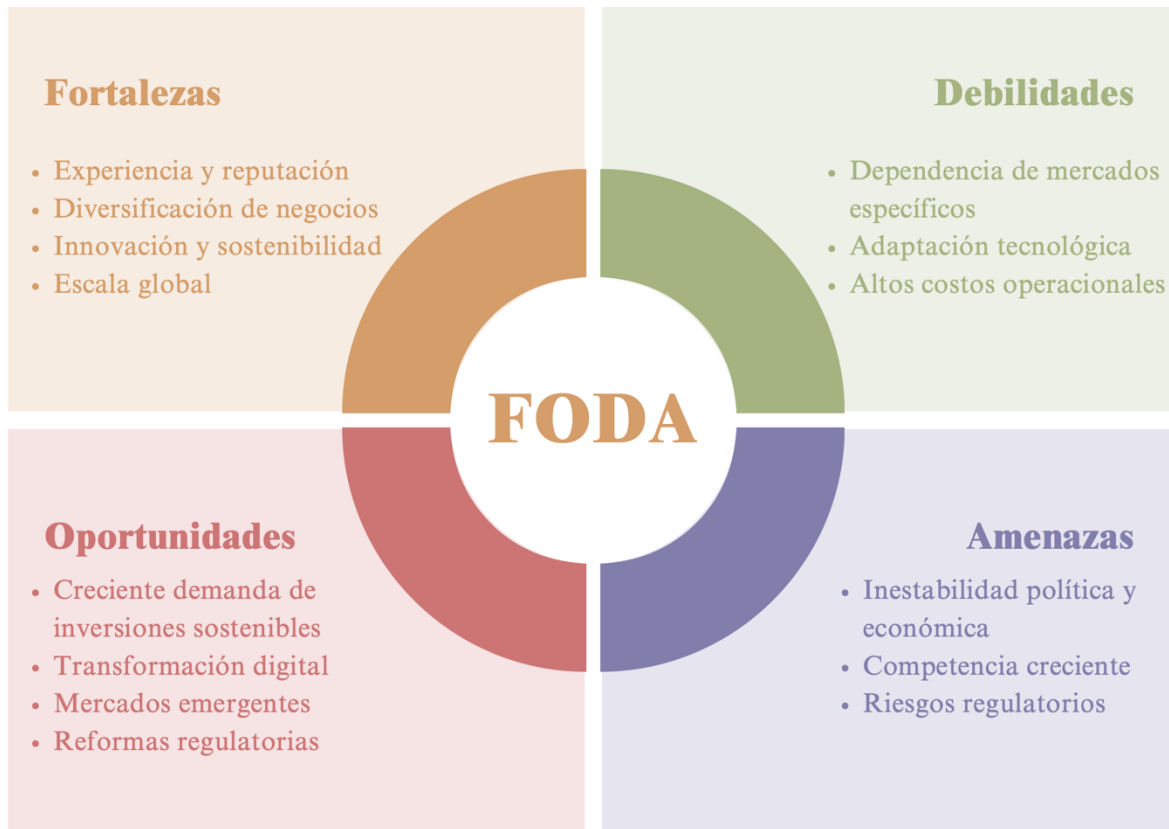 Fortalezas
• Experiencia y reputación
• Diversificación de negocios
• Innovación y sostenibilidad
• Escala global
Debilidades
• Dependencia de mercados
específicos
• Adaptación tecnológica
• Altos costos operacionales
FODA
Oportunidades
• Creciente demanda de
inversiones sostenibles
• Transformación digital
• Mercados emergentes
• Reformas regulatorias
Amenazas
• Inestabilidad política y
económica
• Competencia creciente
• Riesgos regulatorios